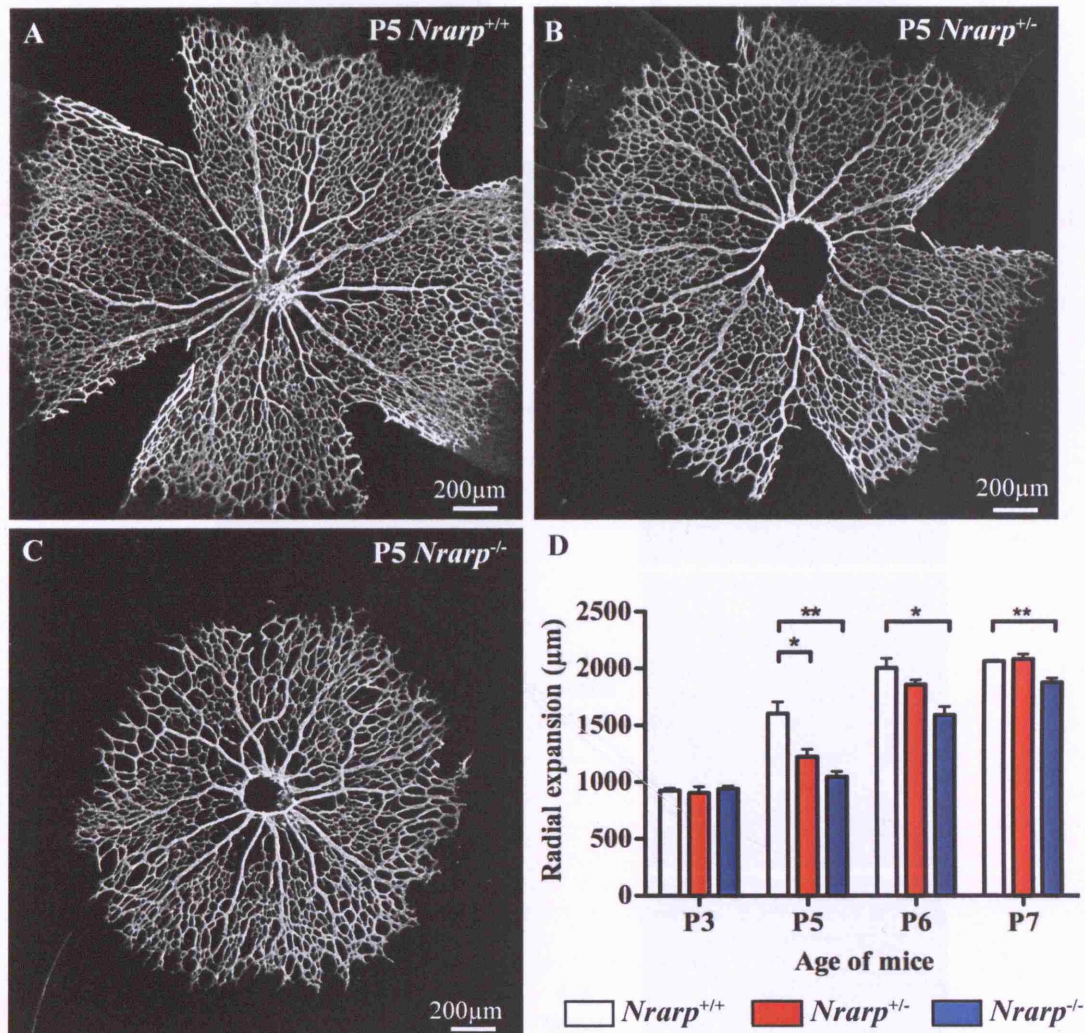 A
P5 Nrarp+/+
200µm
B
P5 Nrarp+/-
200µm
C
P5 Nrarp-/-
200µm
D
Radial expansion (µm)
2500
2000
1500
1000
500
0
**
*
*
**
P3 P5 P6 P7
Age of mice
Nrarp+/+ Nrarp+/- Nrarp-/-